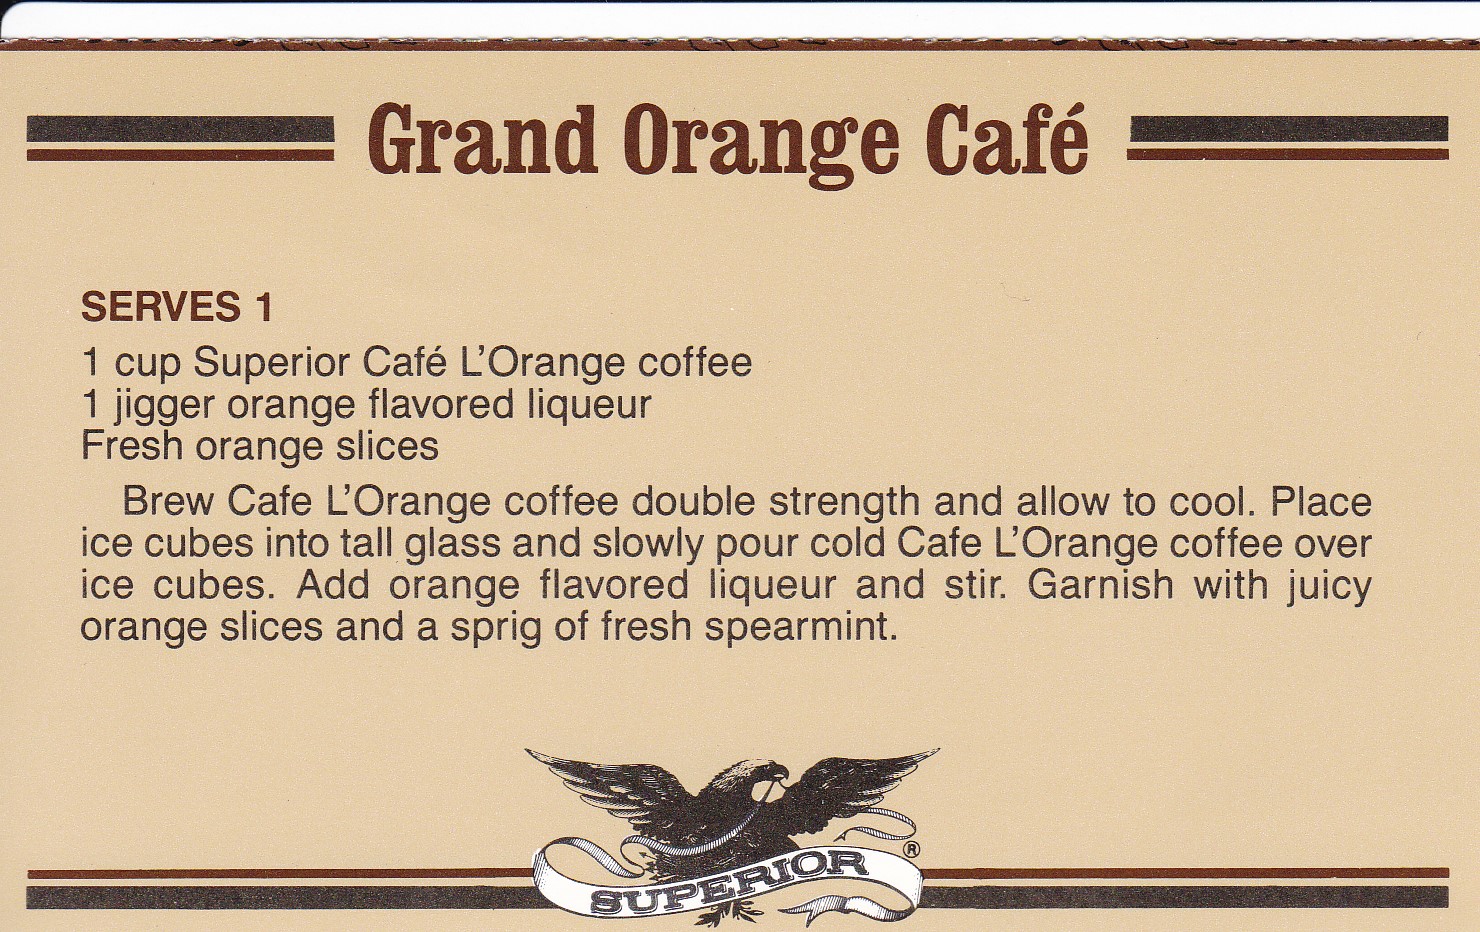 Grand Orange Café
SERVES 1
1 cup Superior Café L'Orange coffee
1 jigger orange flavored liqueur
Fresh orange slices
Brew Cafe L'Orange coffee double strength and allow to cool. Place
ice cubes into tall glass and slowly pour cold Cafe L'Orange coffee over
ice cubes. Add orange flavored liqueur and stir. Garnish with juicy
orange slices and a sprig of fresh spearmint.
SUPERIOR ®